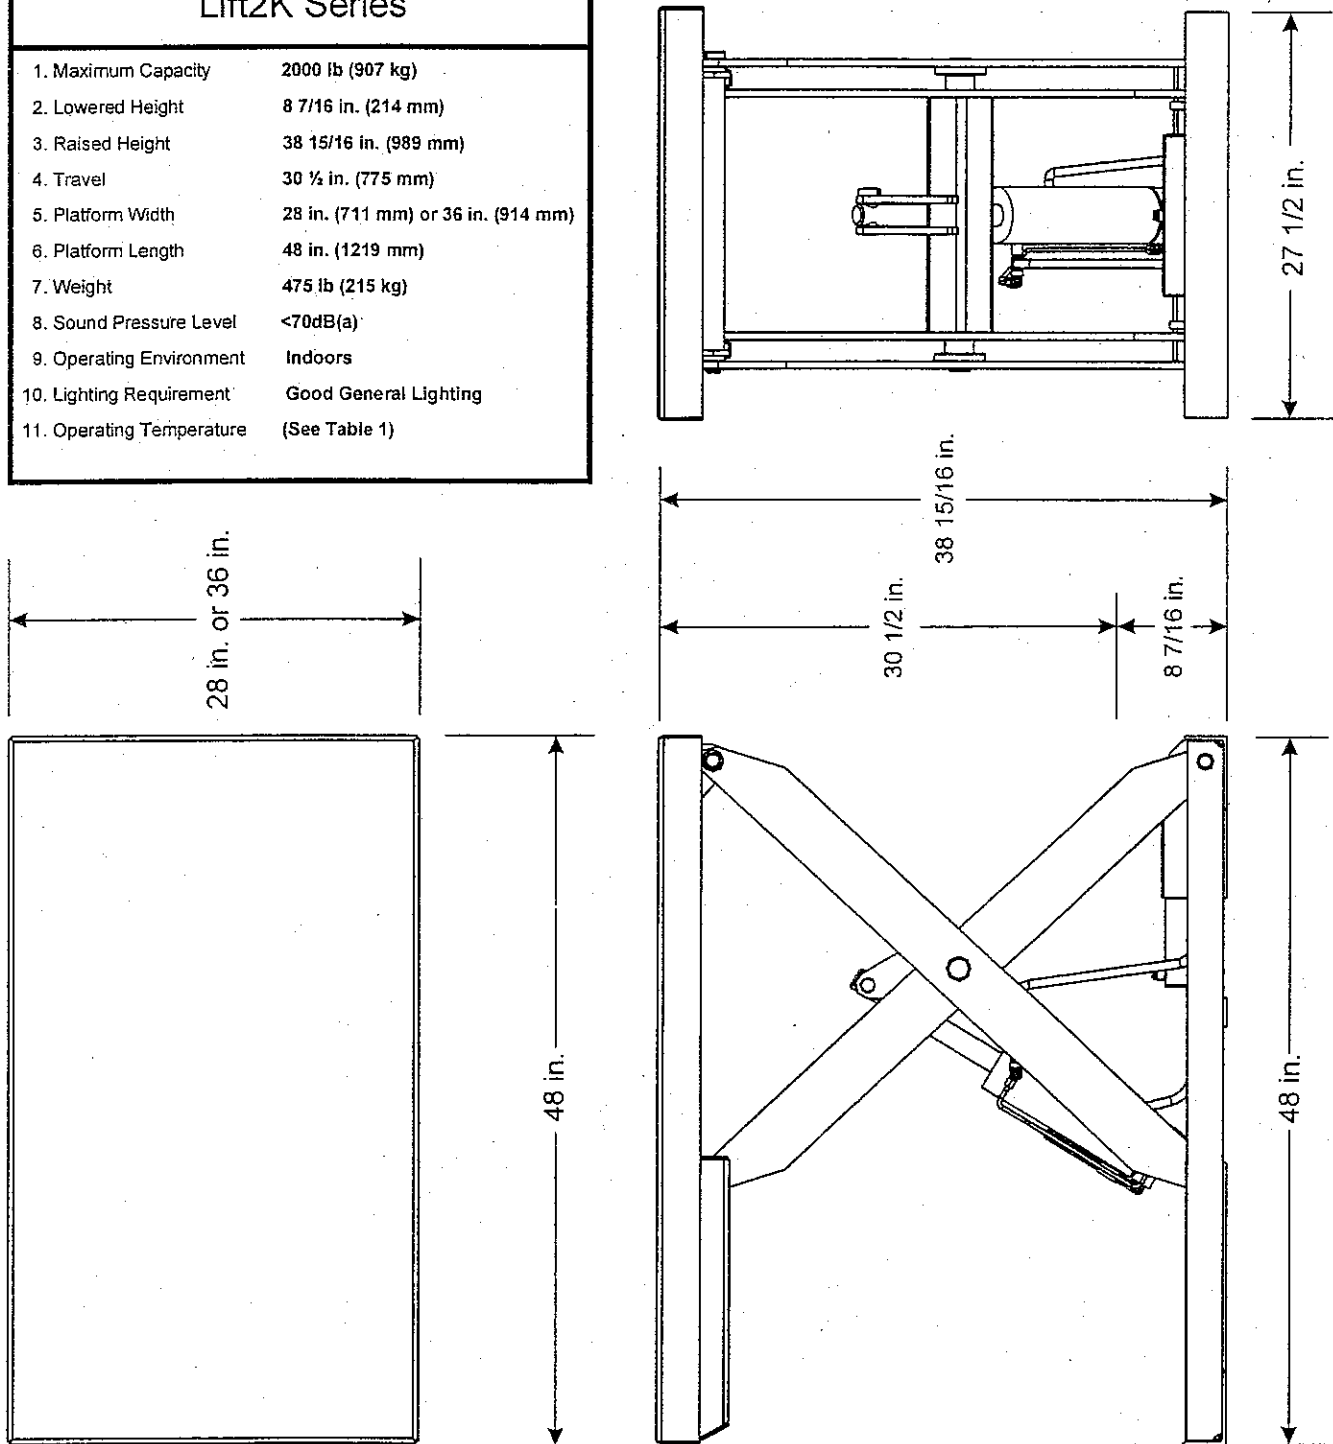 Lift2K Series
1. Maximum Capacity 2000 lb (907 kg)
2. Lowered Height 8 7/16 in. (214 mm)
3. Raised Height 38 15/16 in. (989 mm)
4. Travel 30 ½ in. (775 mm)
5. Platform Width 28 in. (711 mm) or 36 in. (914 mm)
6. Platform Length 48 in. (1219 mm)
7. Weight 475 lb (215 kg)
8. Sound Pressure Level <70dB(a)
9. Operating Environment Indoors
10. Lighting Requirement Good General Lighting
11. Operating Temperature (See Table 1)
27 1/2 in.
38 15/16 in.
28 in. or 36 in.
30 1/2 in.
8 7/16 in.
48 in.
48 in.